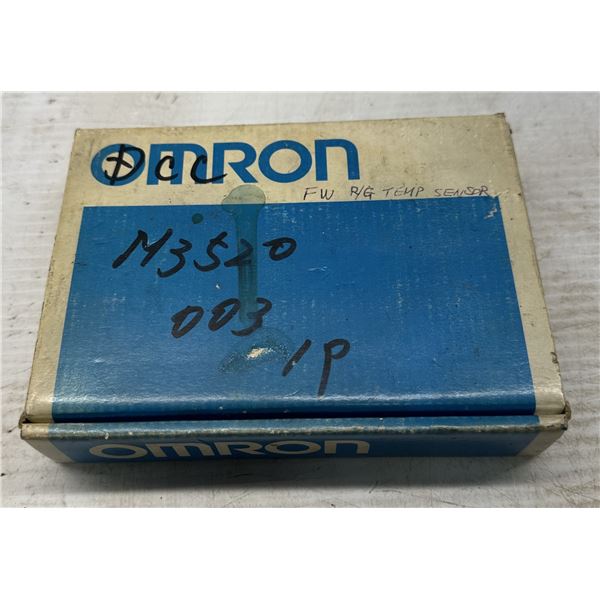 OMRON
DCC
FW R/G TEMP SENSOR
M3520
003
1P
OMRON